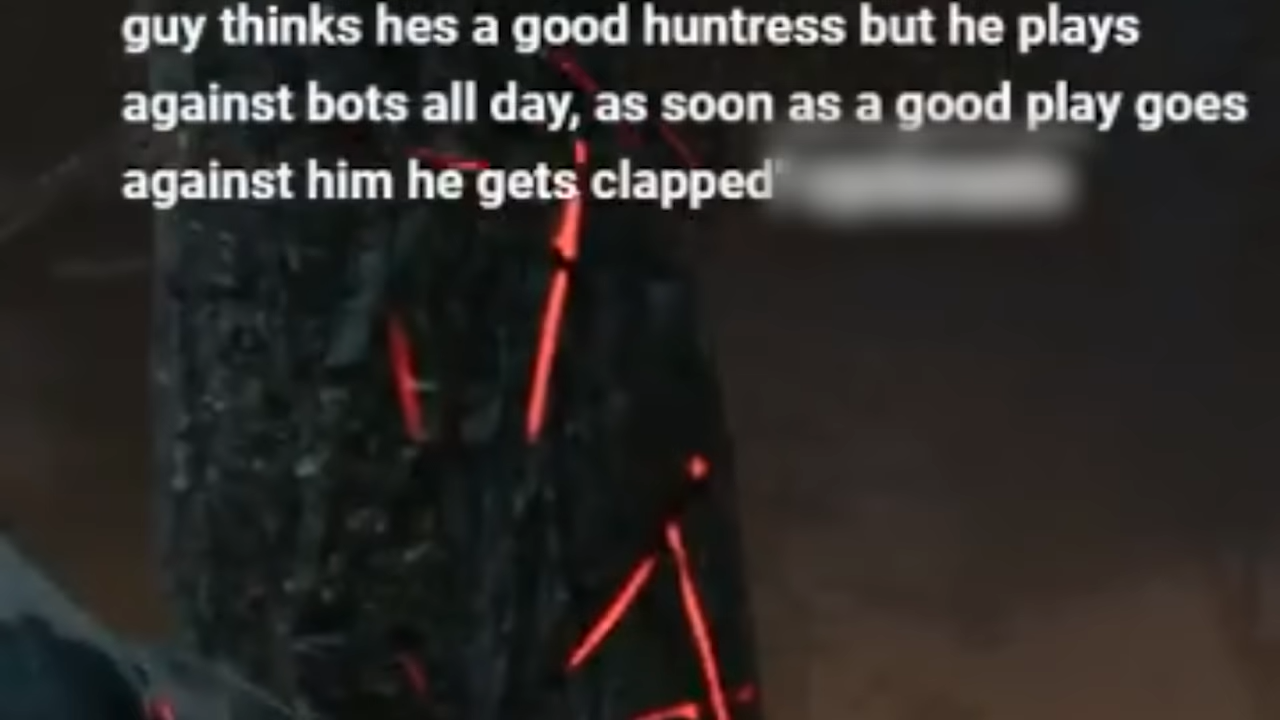 guy thinks hes a good huntress but he plays
against bots all day, as soon as a good play goes
against him he gets clapped